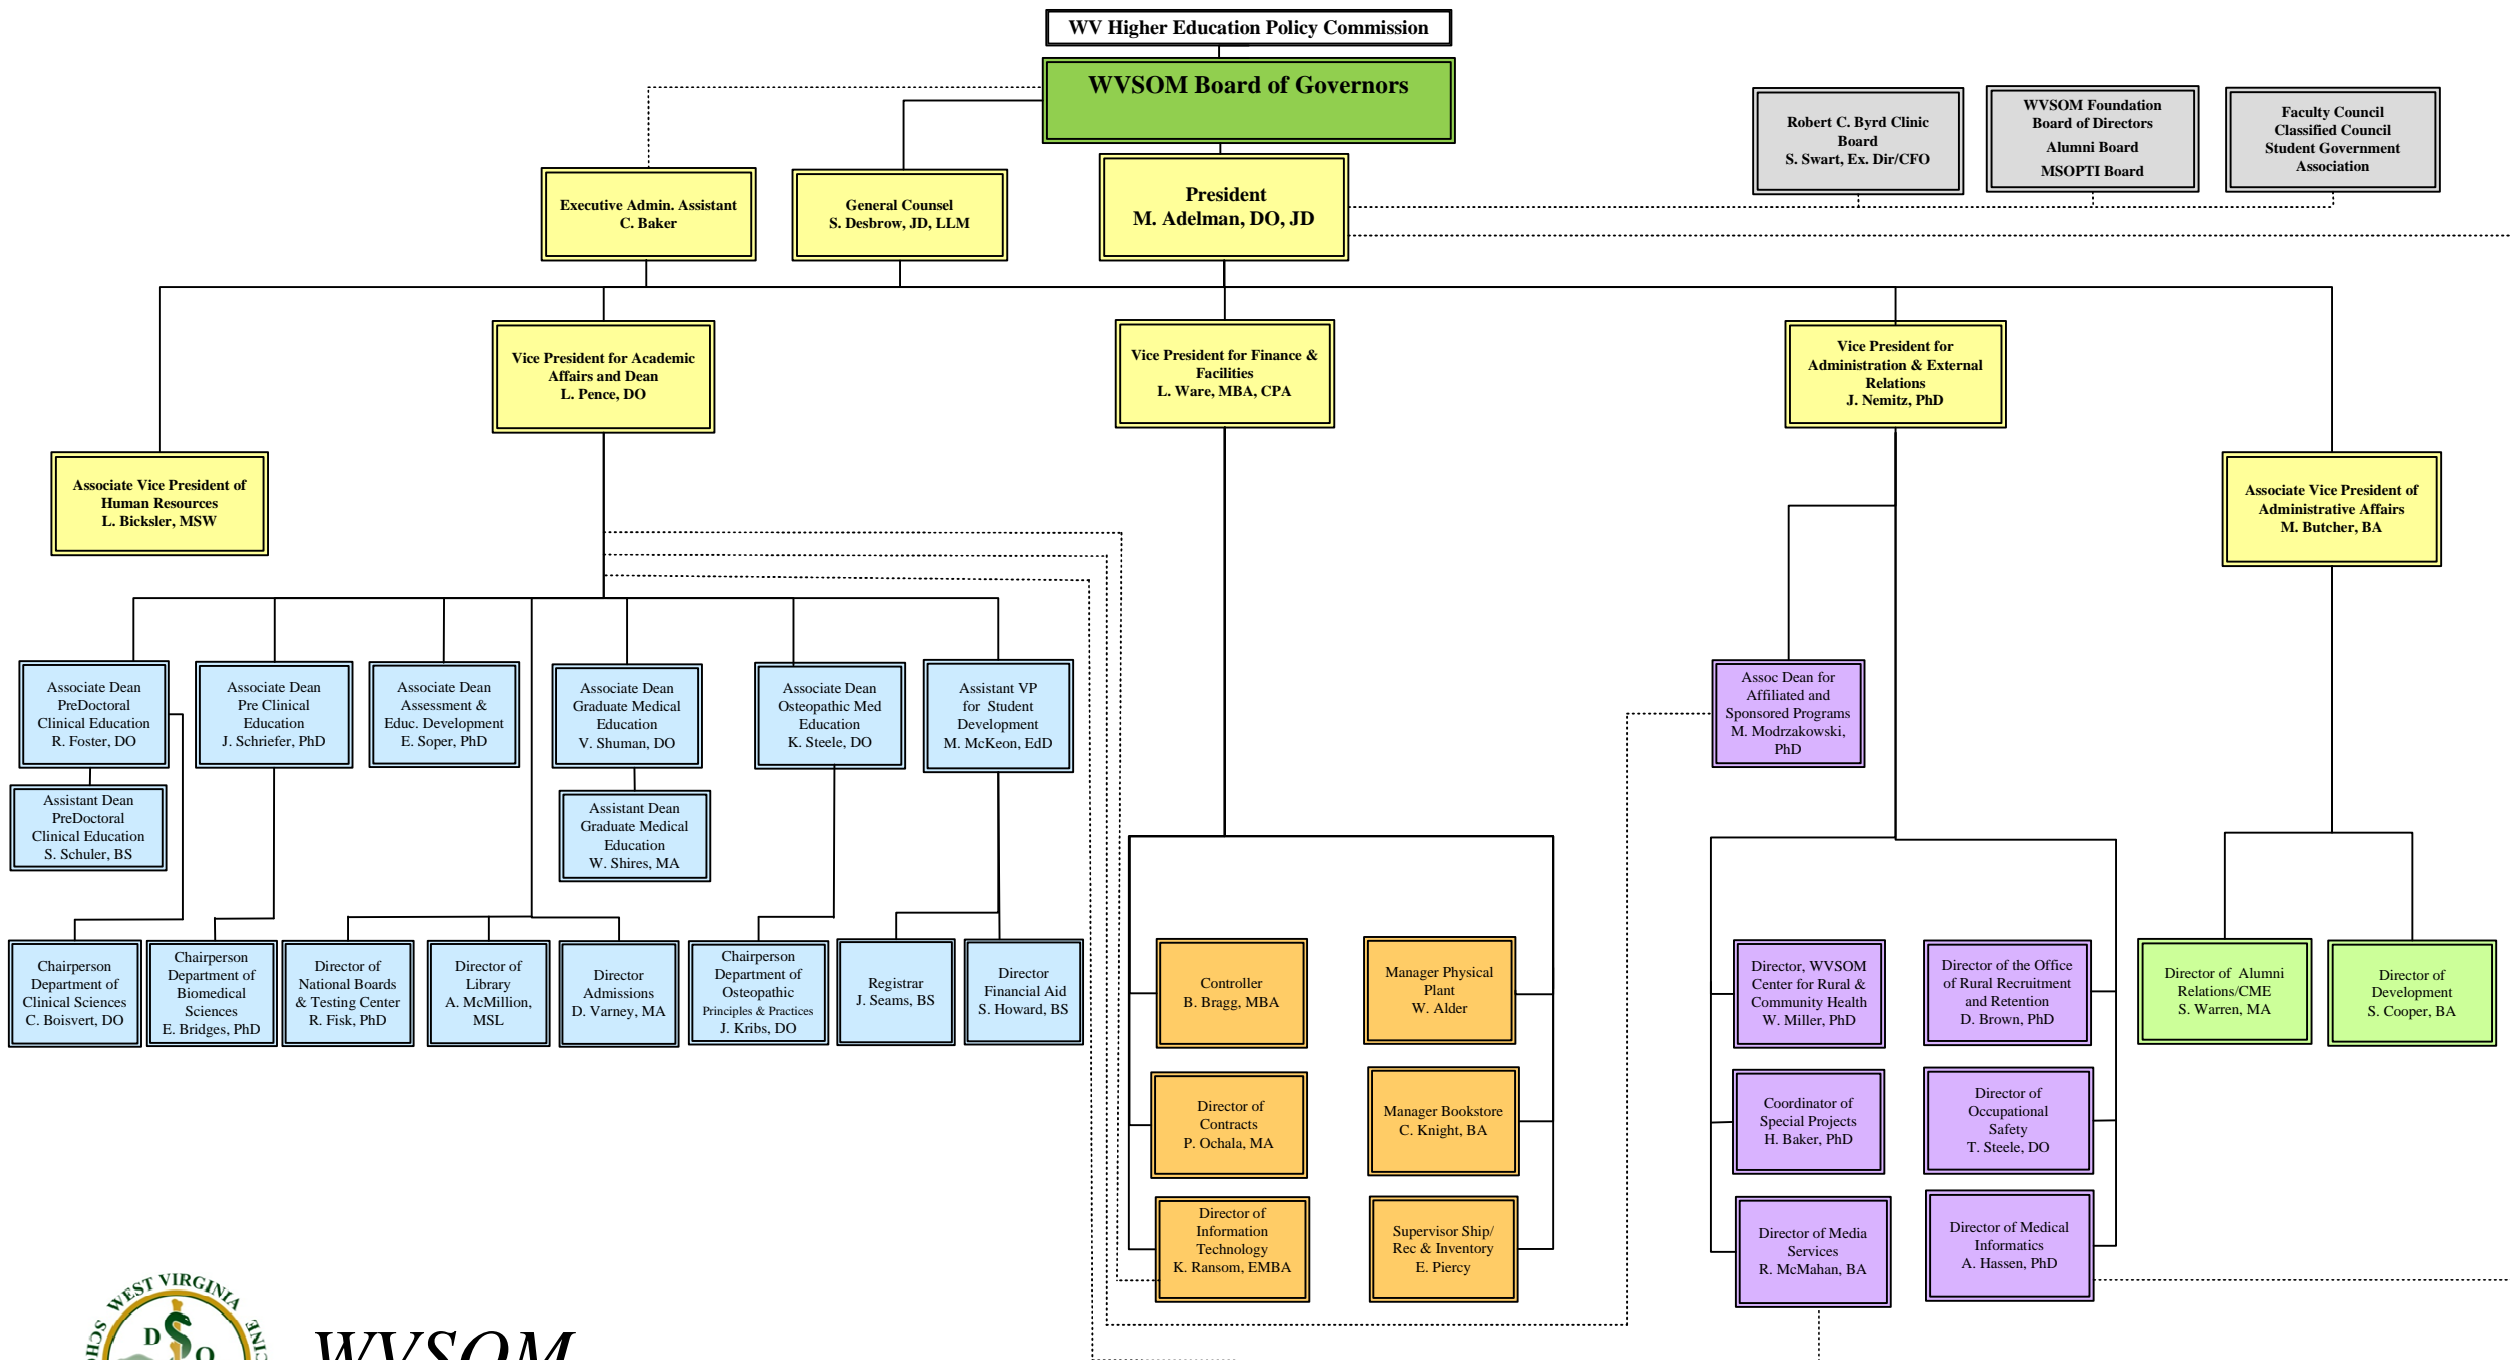 WV Higher Education Policy Commission
WVSOM Board of Governors
Robert C. Byrd Clinic
Board
S. Swart, Ex. Dir/CFO
WVSOM Foundation
Board of Directors
Alumni Board
MSOPTI Board
Faculty Council
Classified Council
Student Government
Association
Executive Admin. Assistant
C. Baker
General Counsel
S. Desbrow, JD, LLM
President
M. Adelman, DO, JD
Vice President for Academic
Affairs and Dean
L. Pence, DO
Vice President for Finance &
Facilities
L. Ware, MBA, CPA
Vice President for
Administration & External
Relations
J. Nemitz, PhD
Associate Vice President of
Human Resources
L. Bicksler, MSW
Associate Vice President of
Administrative Affairs
M. Butcher, BA
Associate Dean
PreDoctoral
Clinical Education
R. Foster, DO
Associate Dean
Pre Clinical
Education
J. Schriefer, PhD
Associate Dean
Assessment &
Educ. Development
E. Soper, PhD
Associate Dean
Graduate Medical
Education
V. Shuman, DO
Associate Dean
Osteopathic Med
Education
K. Steele, DO
Assistant VP
for Student
Development
M. McKeon, EdD
Assoc Dean for
Affiliated and
Sponsored Programs
M. Modrzakowski,
PhD
Assistant Dean
PreDoctoral
Clinical Education
S. Schuler, BS
Assistant Dean
Graduate Medical
Education
W. Shires, MA
Chairperson
Department of
Clinical Sciences
C. Boisvert, DO
Chairperson
Department of
Biomedical
Sciences
E. Bridges, PhD
Director of
National Boards
& Testing Center
R. Fisk, PhD
Director of
Library
A. McMillion,
MSL
Director
Admissions
D. Varney, MA
Chairperson
Department of
Osteopathic
Principles & Practices
J. Kribs, DO
Registrar
J. Seams, BS
Director
Financial Aid
S. Howard, BS
Controller
B. Bragg, MBA
Manager Physical
Plant
W. Alder
Director, WVSOM
Center for Rural &
Community Health
W. Miller, PhD
Director of the Office
of Rural Recruitment
and Retention
D. Brown, PhD
Director of Alumni
Relations/CME
S. Warren, MA
Director of
Development
S. Cooper, BA
Director of
Contracts
P. Ochala, MA
Manager Bookstore
C. Knight, BA
Coordinator of
Special Projects
H. Baker, PhD
Director of
Occupational
Safety
T. Steele, DO
Director of
Information
Technology
K. Ransom, EMBA
Supervisor Ship/
Rec & Inventory
E. Piercy
Director of Media
Services
R. McMahan, BA
Director of Medical
Informatics
A. Hassen, PhD
WEST VIRGINIA
D
O
WVSOM